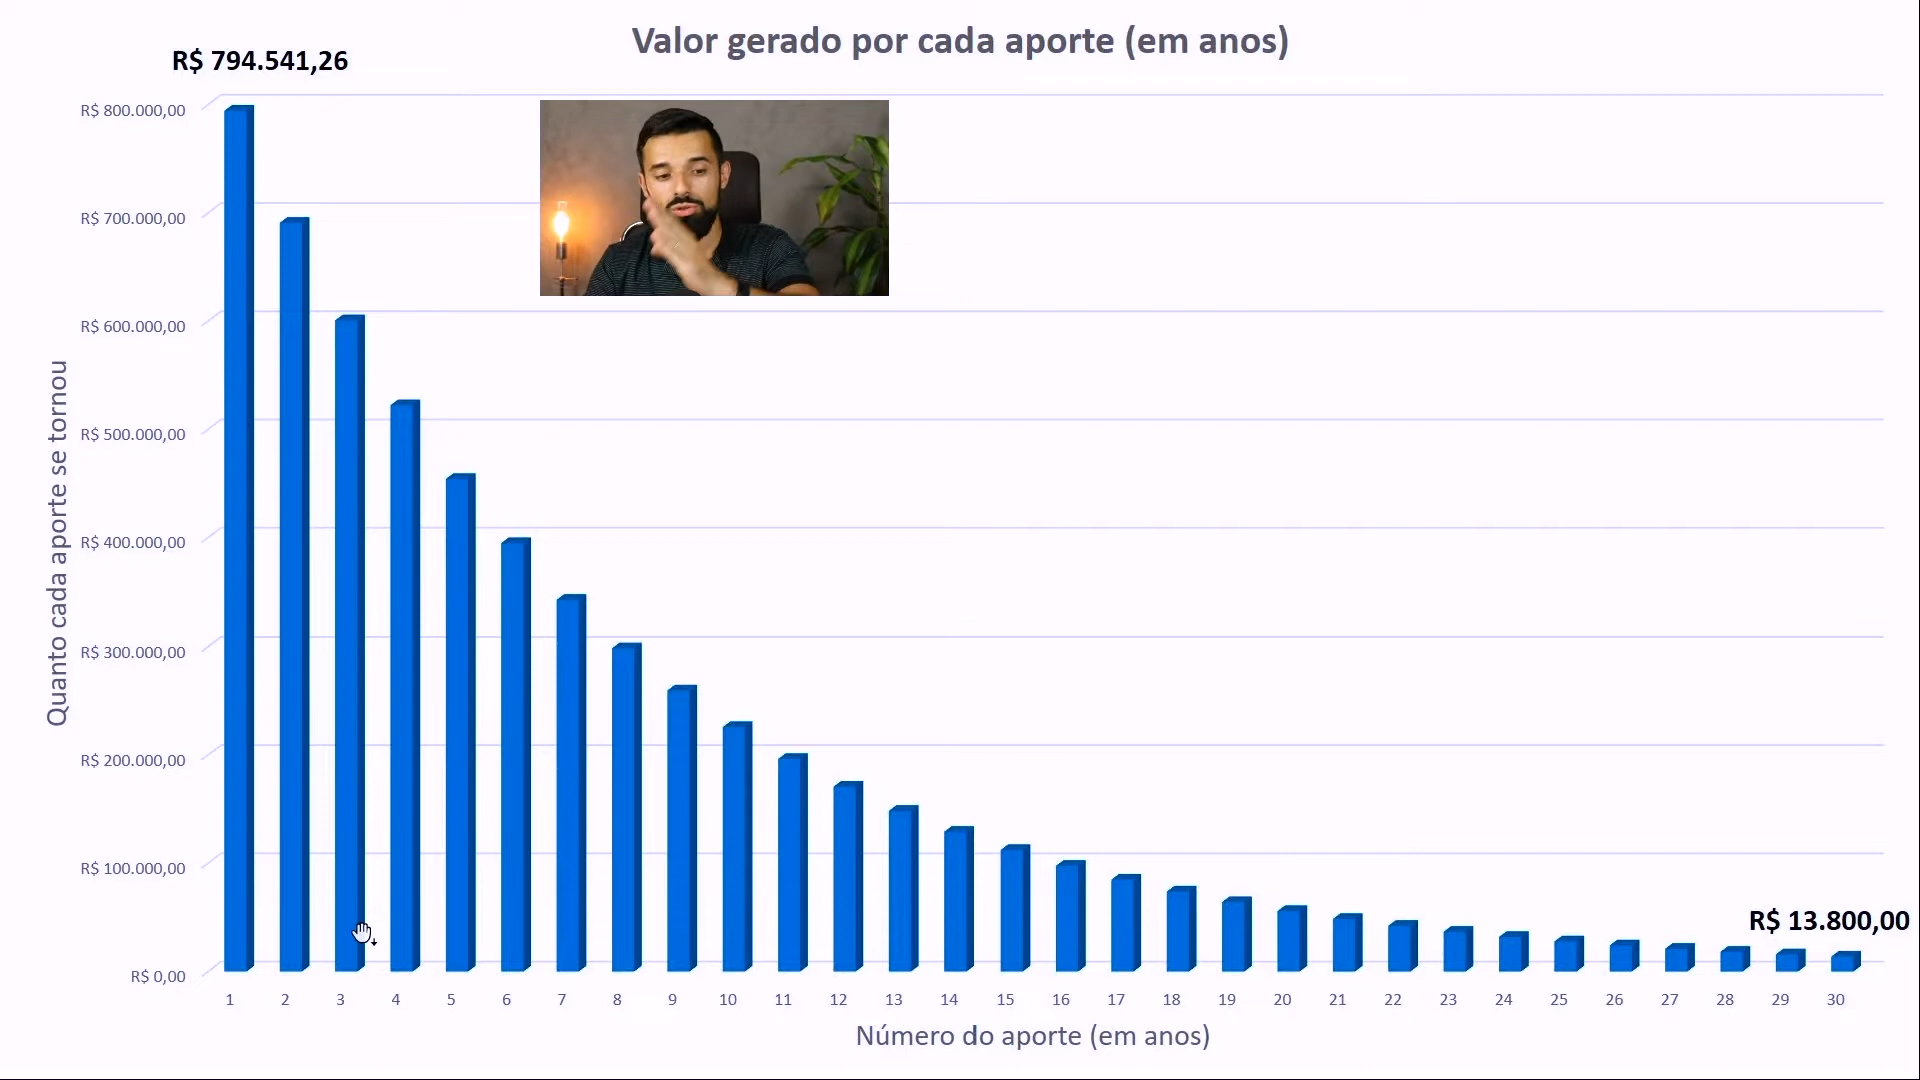 Valor gerado por cada aporte (em anos)
R$ 794.541,26
R$ 800.000,00
R$ 700.000,00
R$ 600.000,00
R$ 500.000,00
R$ 400.000,00
R$ 300.000,00
R$ 200.000,00
R$ 100.000,00
R$ 0,00
Quanto cada aporte se tornou
R$ 13.800,00
1 2 3 4 5 6 7 8 9 10 11 12 13 14 15 16 17 18 19 20 21 22 23 24 25 26 27 28 29 30
Número do aporte (em anos)